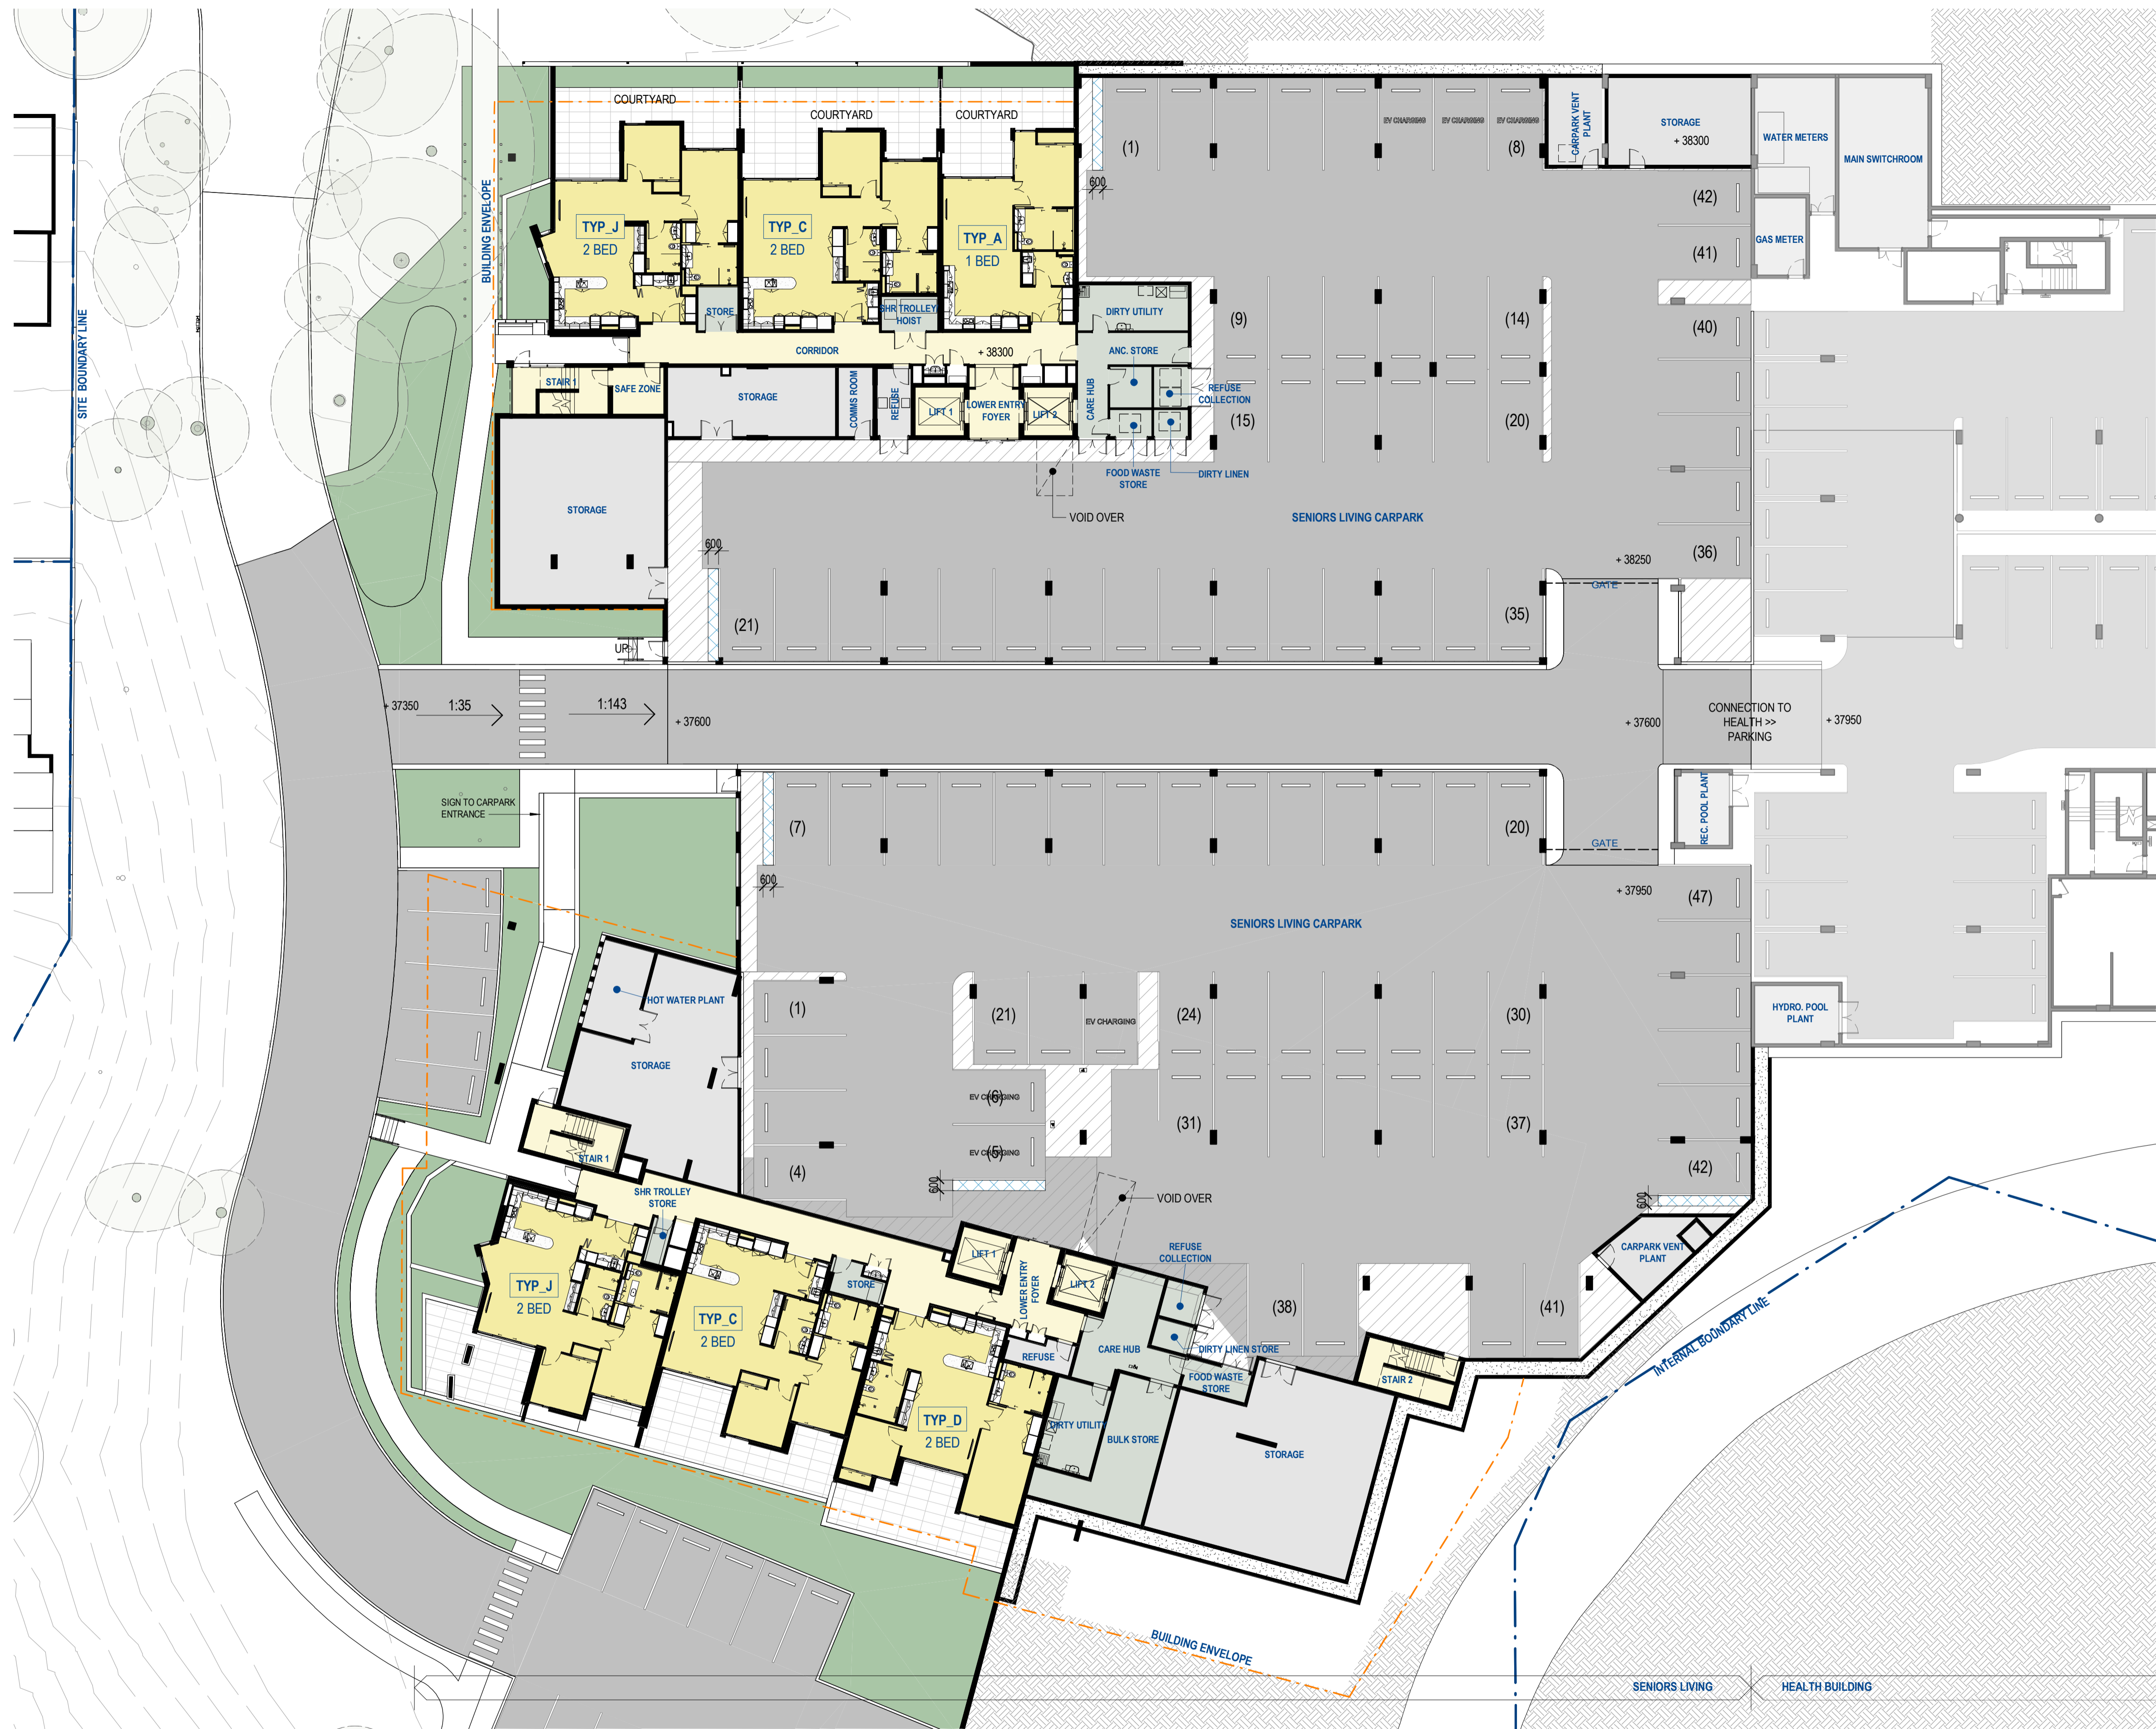 COURTYARD
COURTYARD
COURTYARD
BUILDING ENVELOPE
SITE BOUNDARY LINE
TYP_J
2 BED
TYP_C
2 BED
TYP_A
1 BED
STORE
SHR TROLLEY
HOIST
CORRIDOR
+ 38300
STAIR 1
SAFE ZONE
STORAGE
COMMS ROOM
REFUSE
LIFT 1
LOWER ENTRY
FOYER
LIFT 2
CARE HUB
DIRTY UTILITY
ANC. STORE
REFUSE
COLLECTION
FOOD WASTE
STORE
DIRTY LINEN
VOID OVER
STORAGE
UP
(1)
600
EV CHARGING
EV CHARGING
EV CHARGING
(8)
CARPARK VENT
PLANT
STORAGE
+ 38300
WATER METERS
MAIN SWITCHROOM
GAS METER
(42)
(41)
(40)
(36)
(9)
(14)
(15)
(20)
SENIORS LIVING CARPARK
+ 38250
GATE
600
(21)
(35)
+ 37350
1:35
1:143
+ 37600
+ 37600
CONNECTION TO
HEALTH >>
PARKING
+ 37950
SIGN TO CARPARK
ENTRANCE
(7)
(20)
600
GATE
REC. POOL PLANT
+ 37950
(47)
SENIORS LIVING CARPARK
HOT WATER PLANT
STORAGE
(1)
(21)
EV CHARGING
(24)
(30)
HYDRO. POOL
PLANT
EV CHARGING
(6)
(31)
(37)
EV CHARGING
(5)
(4)
600
(42)
600
STAIR 1
SHR TROLLEY
STORE
VOID OVER
TYP_J
2 BED
TYP_C
2 BED
STORE
LIFT 1
LOWER ENTRY
FOYER
LIFT 2
REFUSE
COLLECTION
CARPARK VENT
PLANT
(38)
(41)
REFUSE
CARE HUB
DIRTY LINEN STORE
FOOD WASTE
STORE
STAIR 2
INTERNAL BOUNDARY LINE
TYP_D
2 BED
DIRTY UTILITY
BULK STORE
STORAGE
BUILDING ENVELOPE
SENIORS LIVING
HEALTH BUILDING